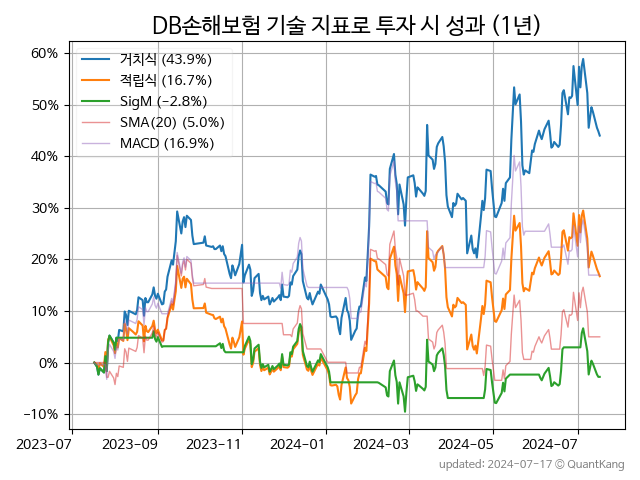 DB손해보험 기술 지표로 투자 시 성과 (1년)
거치식 (43.9%)
적립식 (16.7%)
SigM (−2.8%)
SMA(20) (5.0%)
MACD (16.9%)
60%
50%
40%
30%
20%
10%
0%
−10%
2023-07 2023-09 2023-11 2024-01 2024-03 2024-05 2024-07
updated: 2024-07-17 © QuantKang